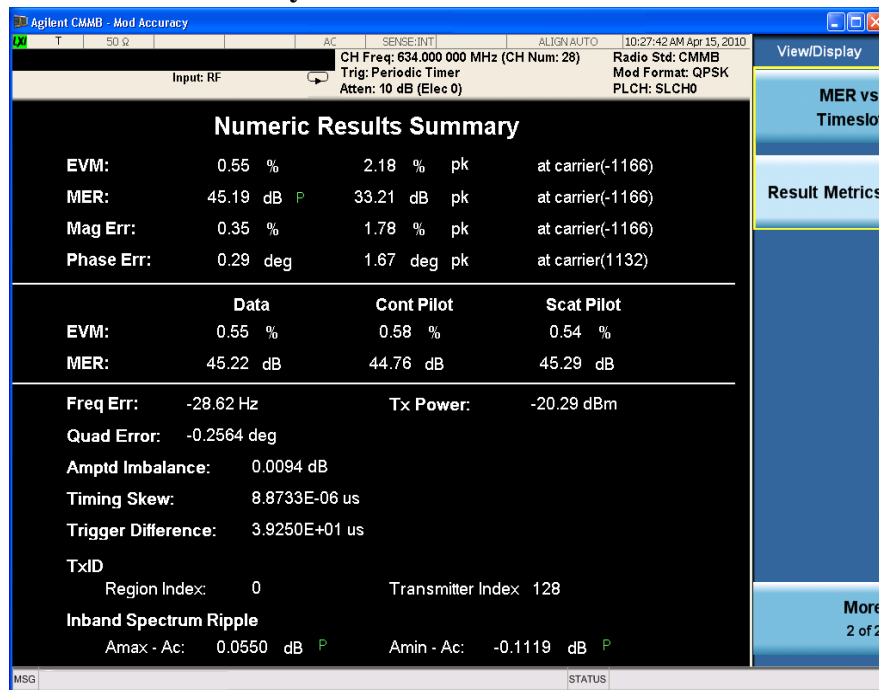 Agilent CMMB - Mod Accuracy
LXI T 50 Ω AC SENSE:INT ALIGN AUTO 10:27:42 AM Apr 15, 2010
CH Freq: 634.000 000 MHz (CH Num: 28) Radio Std: CMMB
Input: RF Trig: Periodic Timer Mod Format: QPSK
Atten: 10 dB (Elec 0) PLCH: SLCH0
View/Display
MER vs
Timeslo
Result Metrics
More
2 of 2
Numeric Results Summary
EVM: 0.55 % 2.18 % pk at carrier(-1166)
MER: 45.19 dB P 33.21 dB pk at carrier(-1166)
Mag Err: 0.35 % 1.78 % pk at carrier(-1166)
Phase Err: 0.29 deg 1.67 deg pk at carrier(1132)
Data Cont Pilot Scat Pilot
EVM: 0.55 % 0.58 % 0.54 %
MER: 45.22 dB 44.76 dB 45.29 dB
Freq Err: -28.62 Hz Tx Power: -20.29 dBm
Quad Error: -0.2564 deg
Amptd Imbalance: 0.0094 dB
Timing Skew: 8.8733E-06 us
Trigger Difference: 3.9250E+01 us
TxID
Region Index: 0 Transmitter Index 128
Inband Spectrum Ripple
Amax - Ac: 0.0550 dB P Amin - Ac: -0.1119 dB P
MSG STATUS